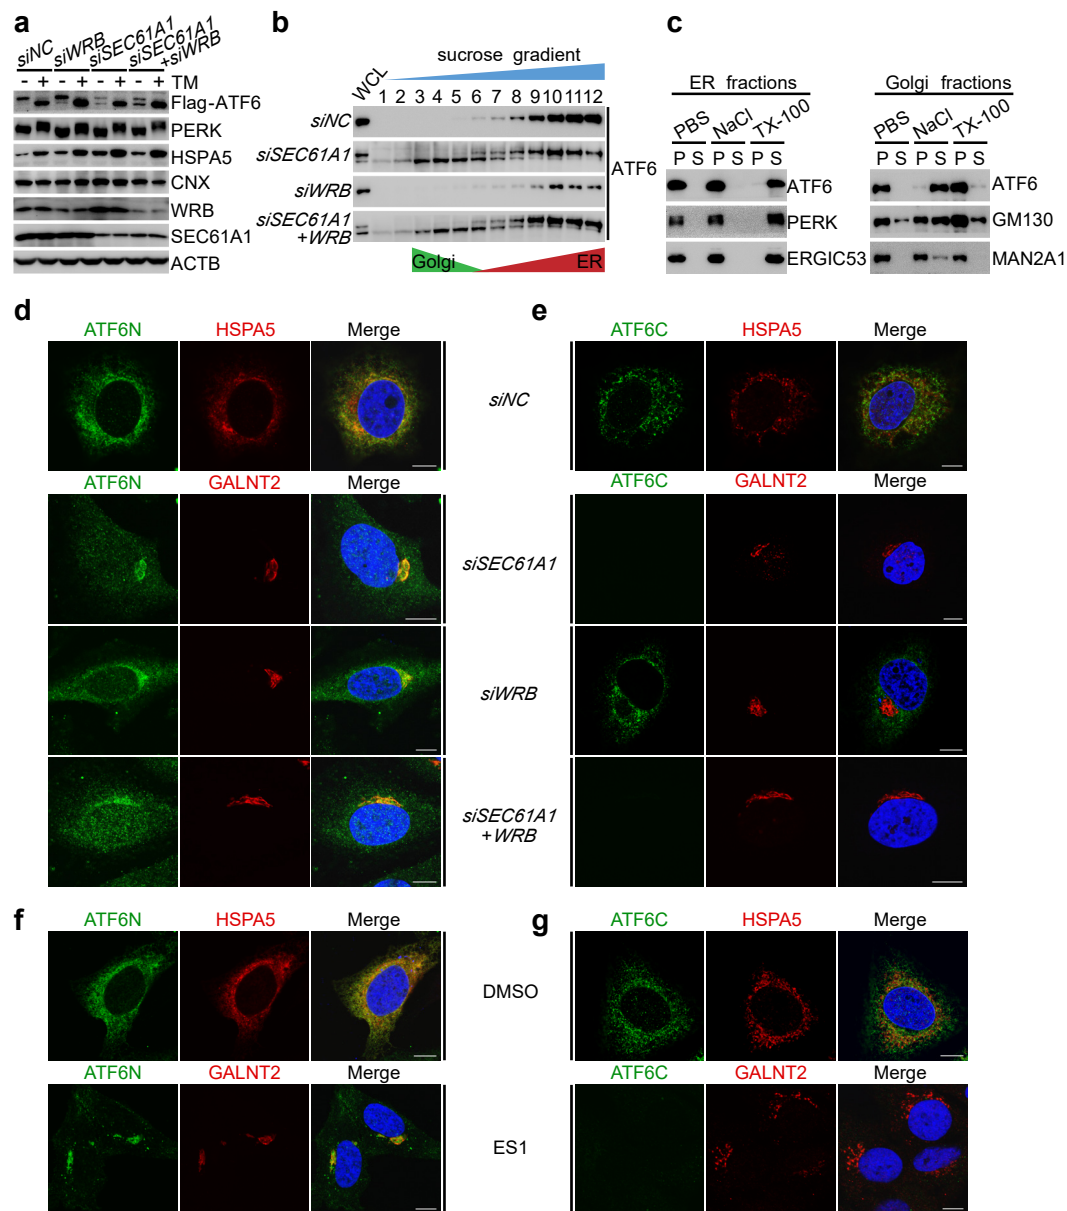 a
siNC siWRB siSEC61A1 siSEC61A1
+siWRB
- + - + - + - + TM
Flag-ATF6
PERK
HSPA5
CNX
WRB
SEC61A1
ACTB
b
sucrose gradient
WCL 1 2 3 4 5 6 7 8 9 10 11 12
siNC
siSEC61A1
siWRB
siSEC61A1
+WRB
ATF6
Golgi ER
c
ER fractions Golgi fractions
PBS NaCl TX-100 PBS NaCl TX-100
P S P S P S P S P S P S
ATF6 ATF6
PERK GM130
ERGIC53 MAN2A1
d
ATF6N HSPA5 Merge
e
ATF6C HSPA5 Merge
siNC
ATF6N GALNT2 Merge
ATF6C GALNT2 Merge
siSEC61A1
siWRB
siSEC61A1
+WRB
f
ATF6N HSPA5 Merge
g
ATF6C HSPA5 Merge
DMSO
ATF6N GALNT2 Merge
ATF6C GALNT2 Merge
ES1